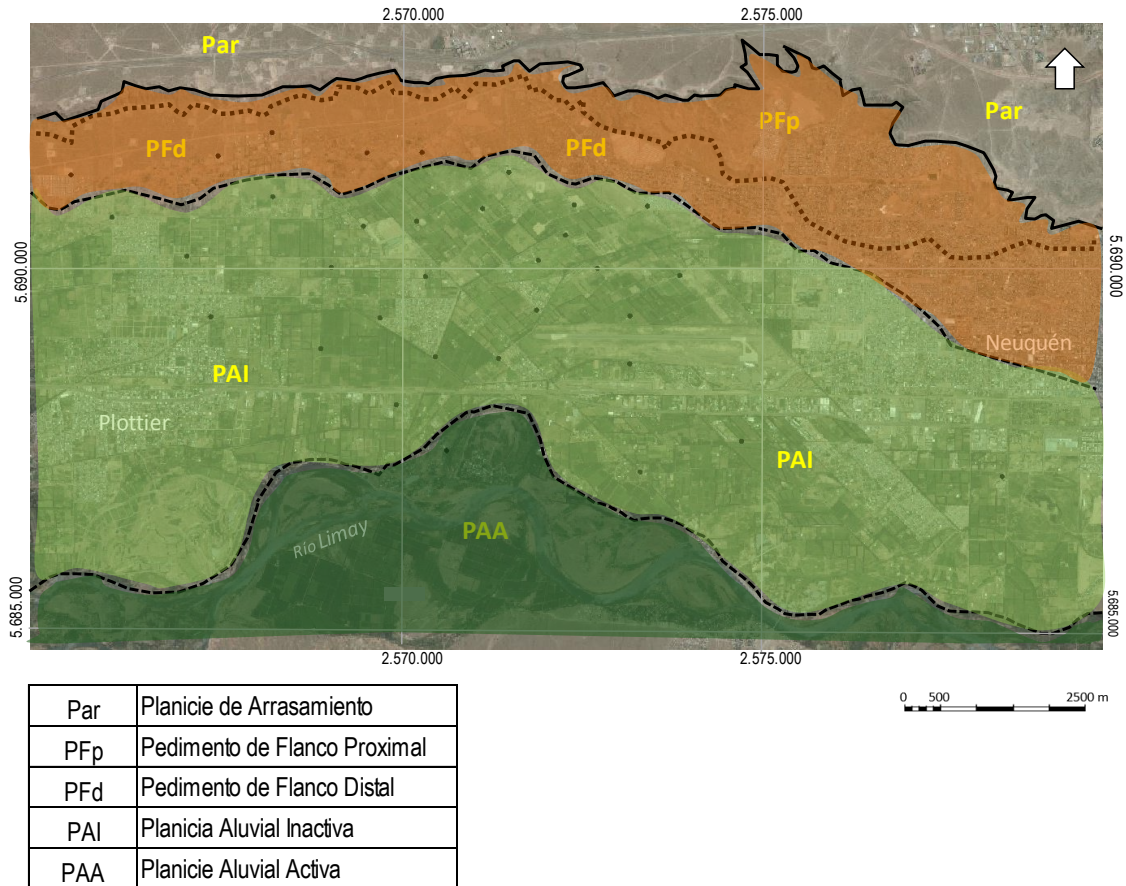 2.570.000
2.575.000
Par
Par
PFp
PFd
PFd
5.690.000
5.690.000
Neuquén
PAI
Plottier
PAI
Río Limay
PAA
5.685.000
5.685.000
2.570.000
2.575.000
Par Planicie de Arrasamiento
PFp Pedimento de Flanco Proximal
PFd Pedimento de Flanco Distal
PAI Planicia Aluvial Inactiva
PAA Planicie Aluvial Activa
0 500 2500 m